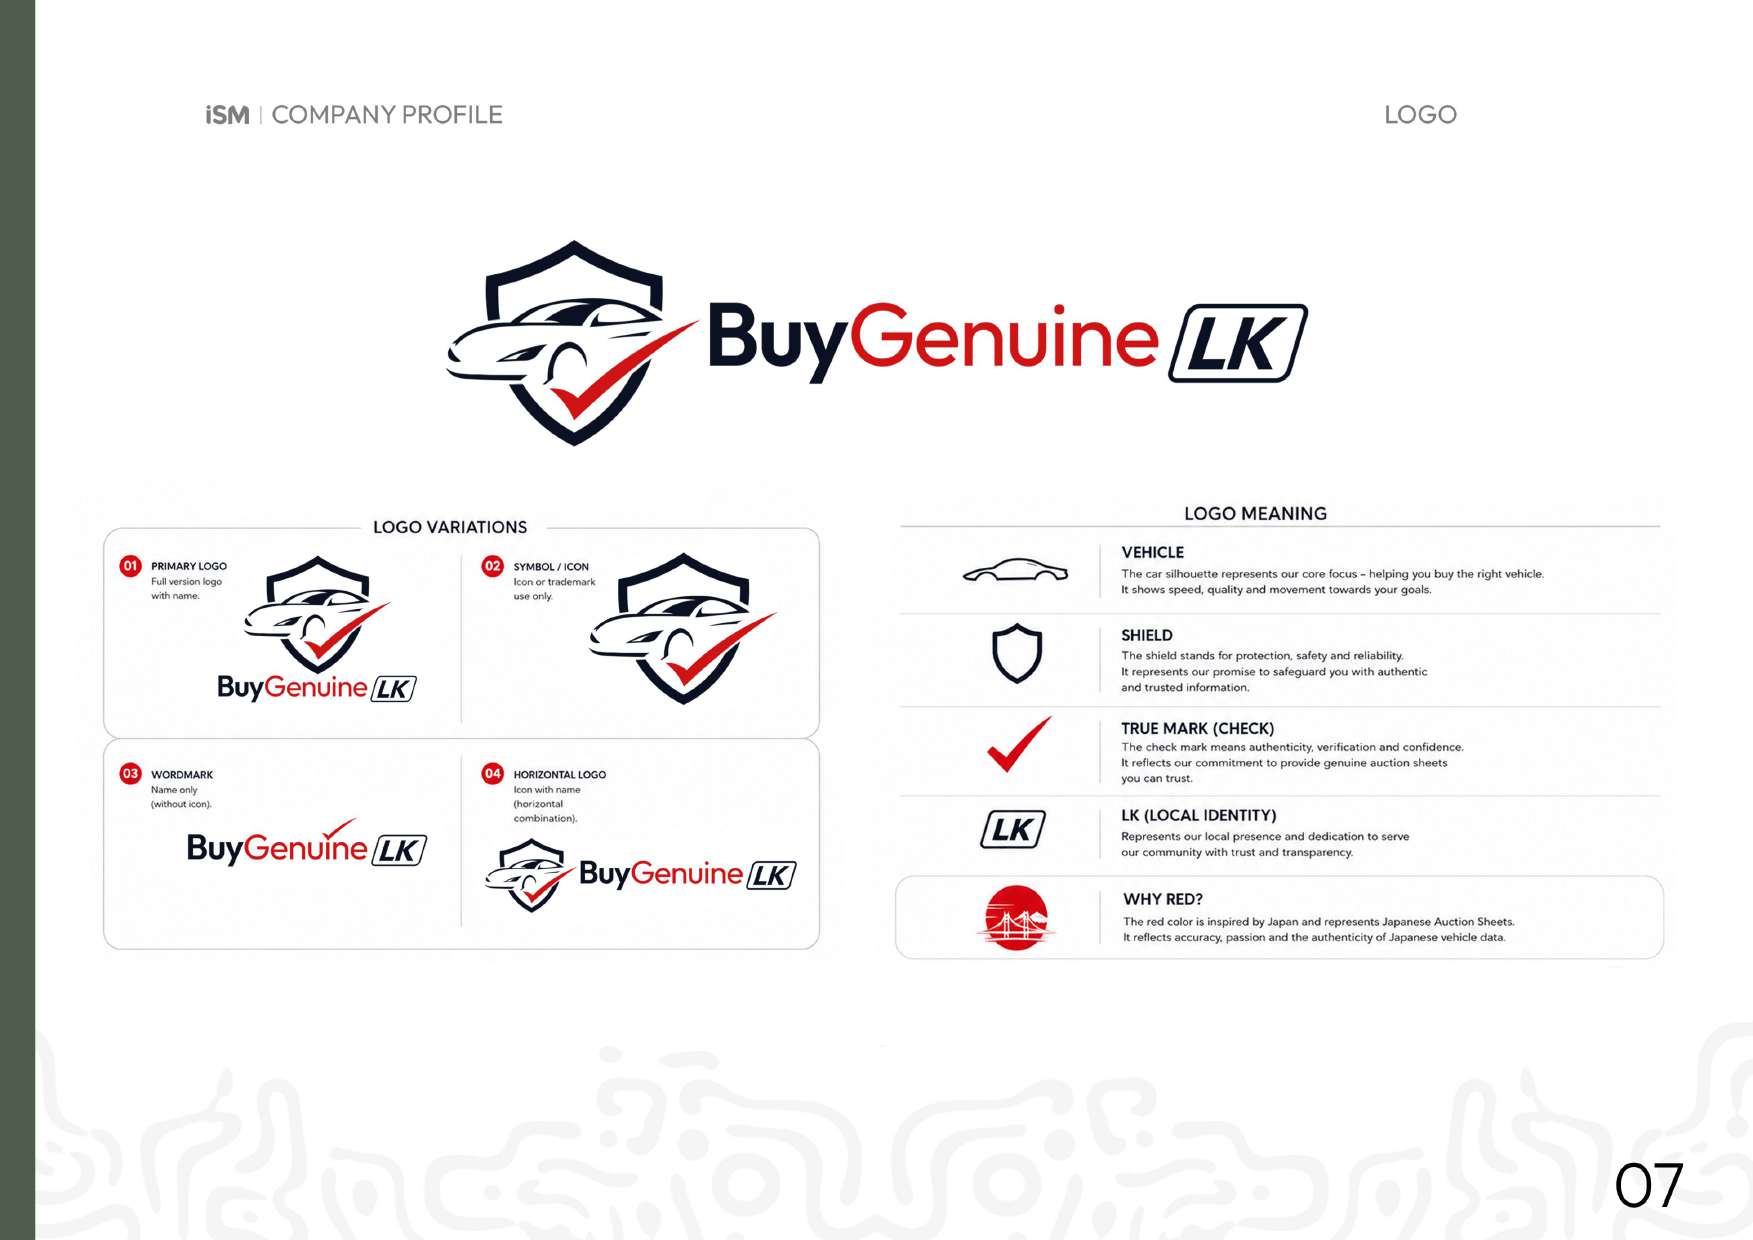 iSM | COMPANY PROFILE
LOGO
BuyGenuine LK
LOGO VARIATIONS
01 PRIMARY LOGO
Full version logo
with name.
BuyGenuine LK
02 SYMBOL / ICON
Icon or trademark
use only.
03 WORDMARK
Name only
(without icon).
BuyGenuine LK
04 HORIZONTAL LOGO
Icon with name
(horizontal
combination).
BuyGenuine LK
LOGO MEANING
VEHICLE
The car silhouette represents our core focus – helping you buy the right vehicle.
It shows speed, quality and movement towards your goals.
SHIELD
The shield stands for protection, safety and reliability.
It represents our promise to safeguard you with authentic
and trusted information.
TRUE MARK (CHECK)
The check mark means authenticity, verification and confidence.
It reflects our commitment to provide genuine auction sheets
you can trust.
LK
LK (LOCAL IDENTITY)
Represents our local presence and dedication to serve
our community with trust and transparency.
WHY RED?
The red color is inspired by Japan and represents Japanese Auction Sheets.
It reflects accuracy, passion and the authenticity of Japanese vehicle data.
07